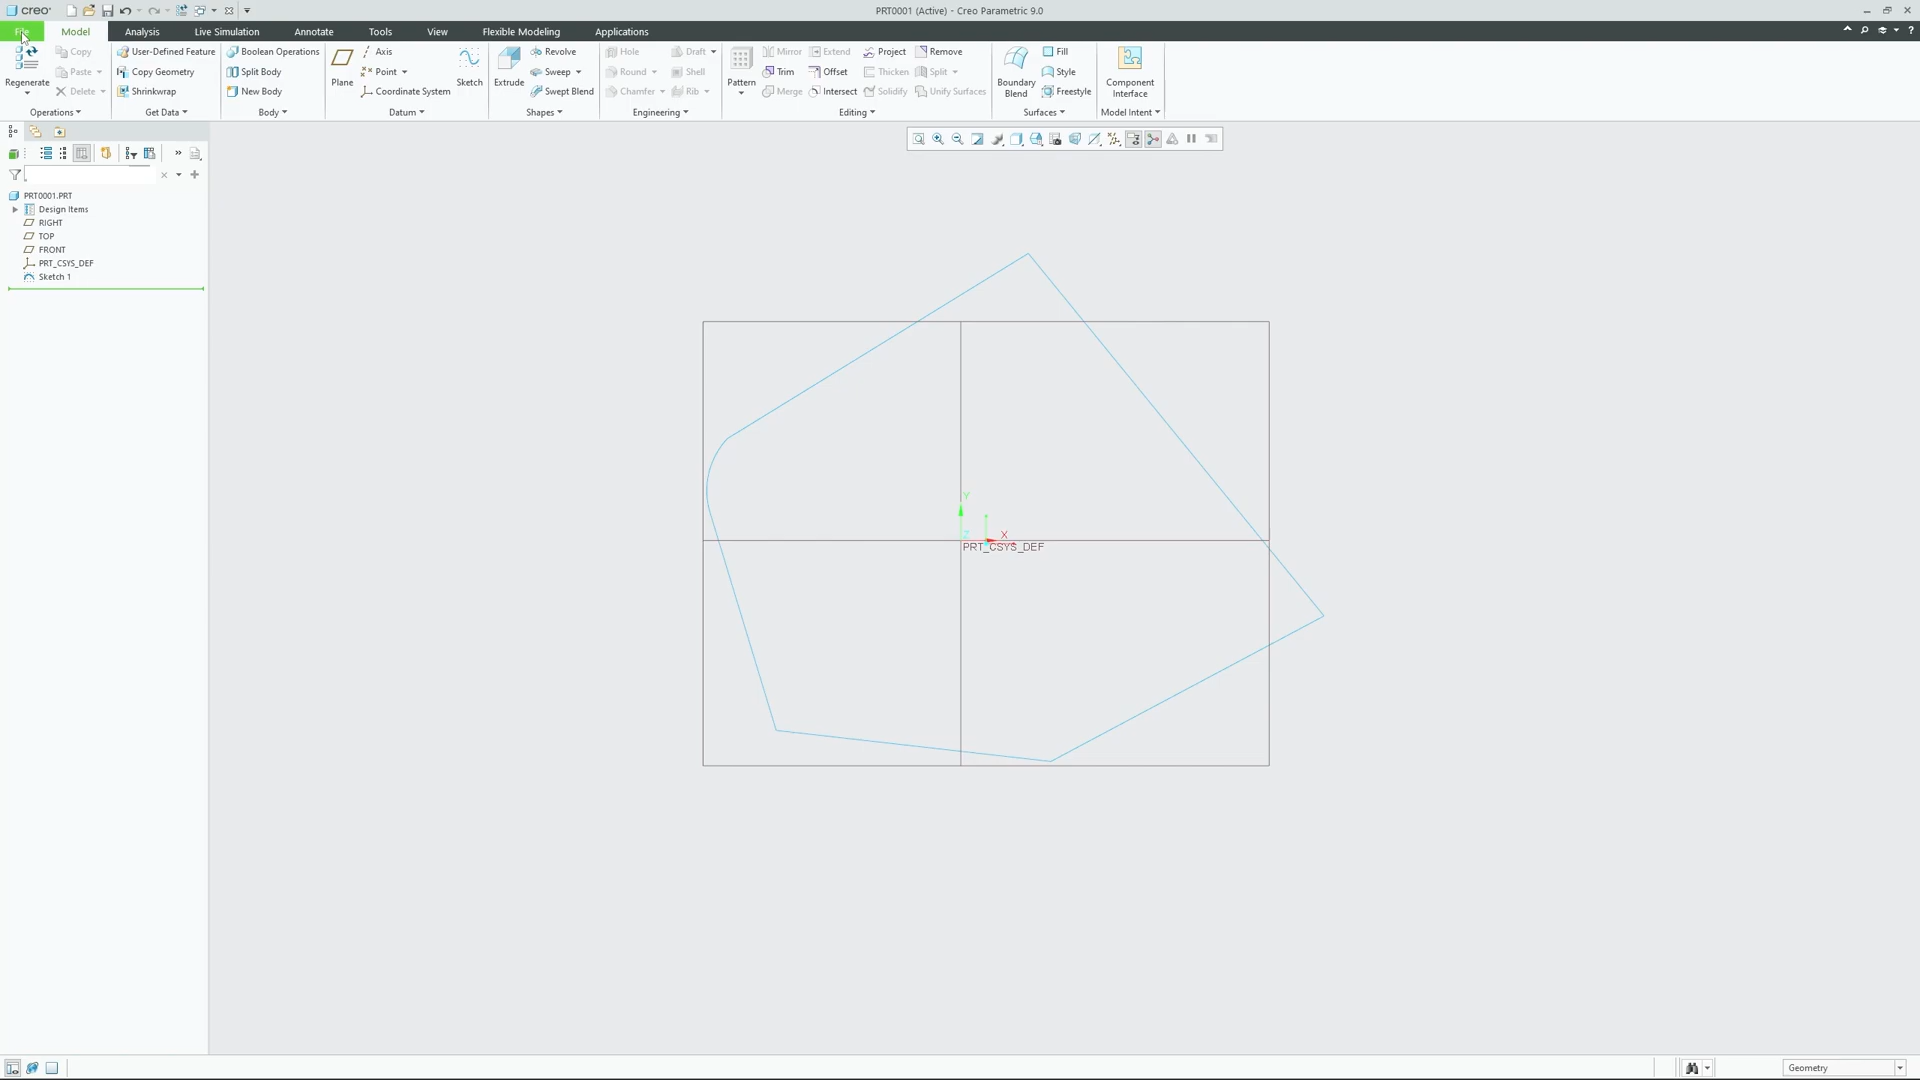 creo
PRT0001 (Active) - Creo Parametric 9.0
File Model Analysis Live Simulation Annotate Tools View Flexible Modeling Applications
Regenerate Copy Paste Delete
Operations
User-Defined Feature
Copy Geometry
Shrinkwrap
Get Data
Boolean Operations
Split Body
New Body
Body
Plane Axis Point Coordinate System Sketch
Datum
Extrude Revolve Sweep Swept Blend
Shapes
Hole Draft
Round Shell
Chamfer Rib
Engineering
Pattern Mirror Extend Project Remove
Trim Offset Thicken Split
Merge Intersect Solidify Unify Surfaces
Editing
Boundary Blend Fill
Style
Freestyle
Surfaces
Component Interface
Model Intent
PRT0001.PRT
Design Items
RIGHT
TOP
FRONT
PRT_CSYS_DEF
Sketch 1
Y
Z X
PRT_CSYS_DEF
Geometry